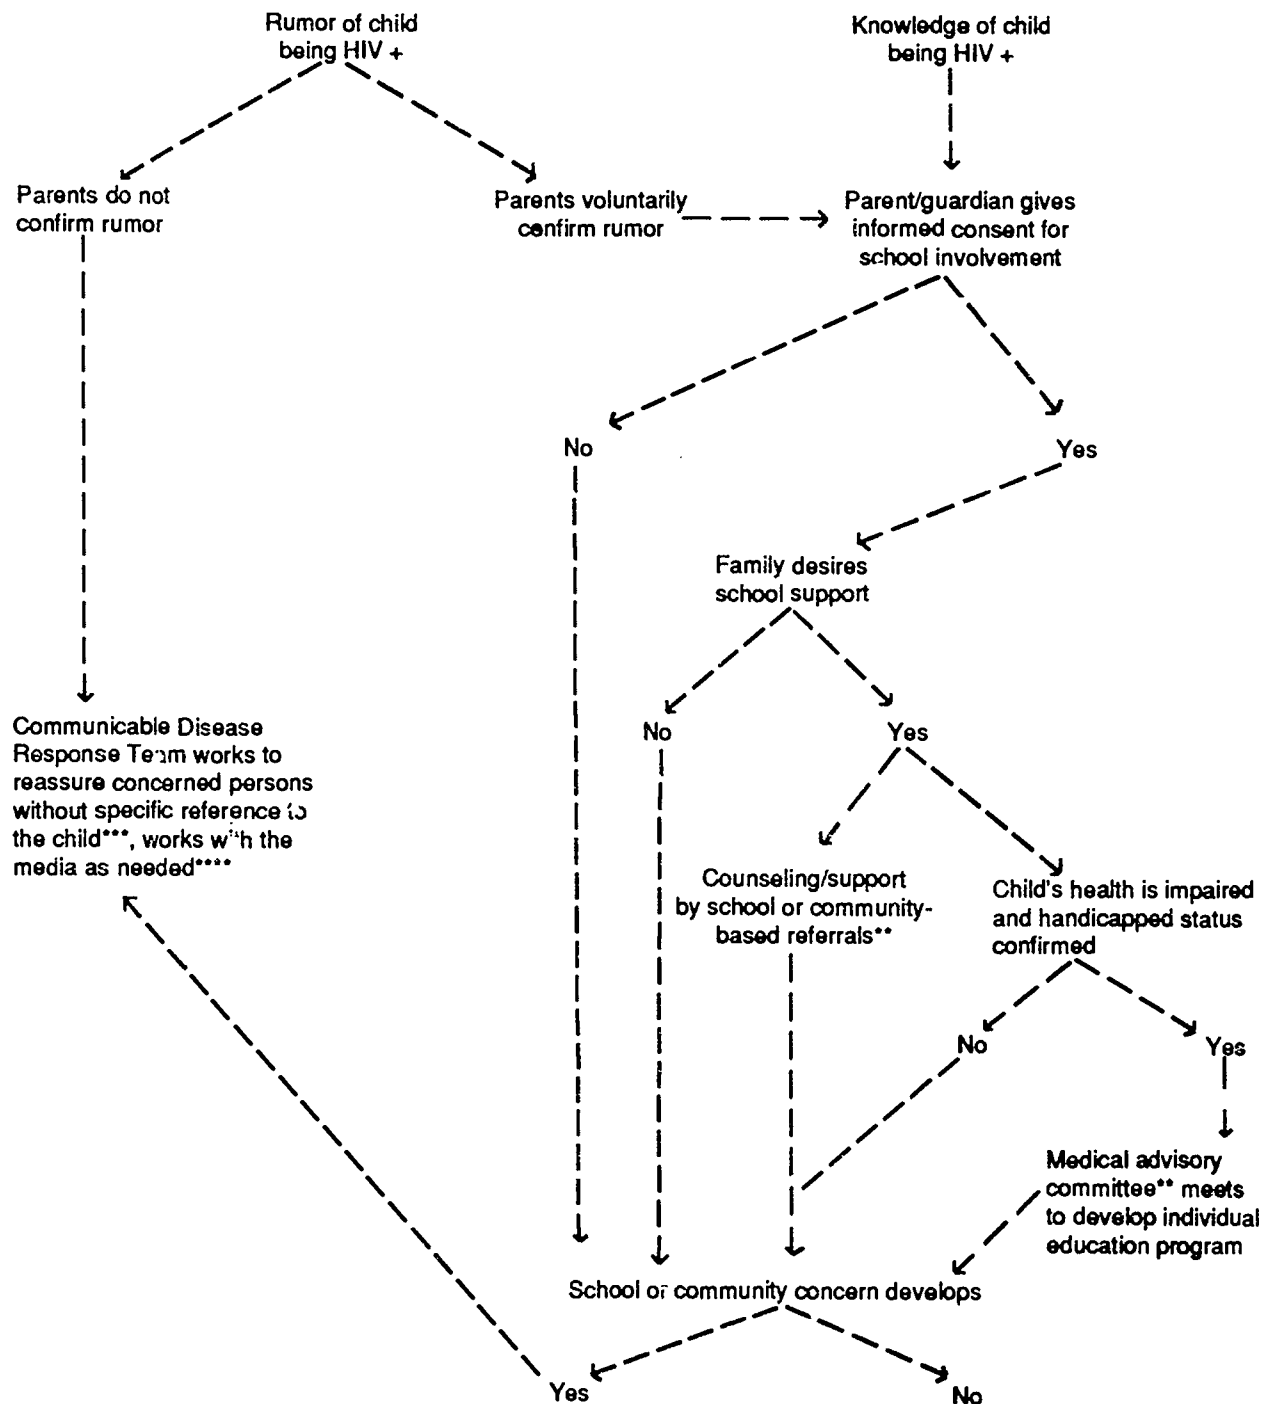 Rumor of child
being HIV +
Knowledge of child
being HIV +
Parents do not
confirm rumor
Parents voluntarily
confirm rumor
Parent/guardian gives
informed consent for
school involvement
No
Yes
Family desires
school support
No
Yes
Communicable Disease
Response Team works to
reassure concerned persons
without specific reference to
the child***, works with the
media as needed****
Counseling/support
by school or community-
based referrals**
Child's health is impaired
and handicapped status
confirmed
No
Yes
Medical advisory
committee** meets
to develop individual
education program
School or community concern develops
Yes
No